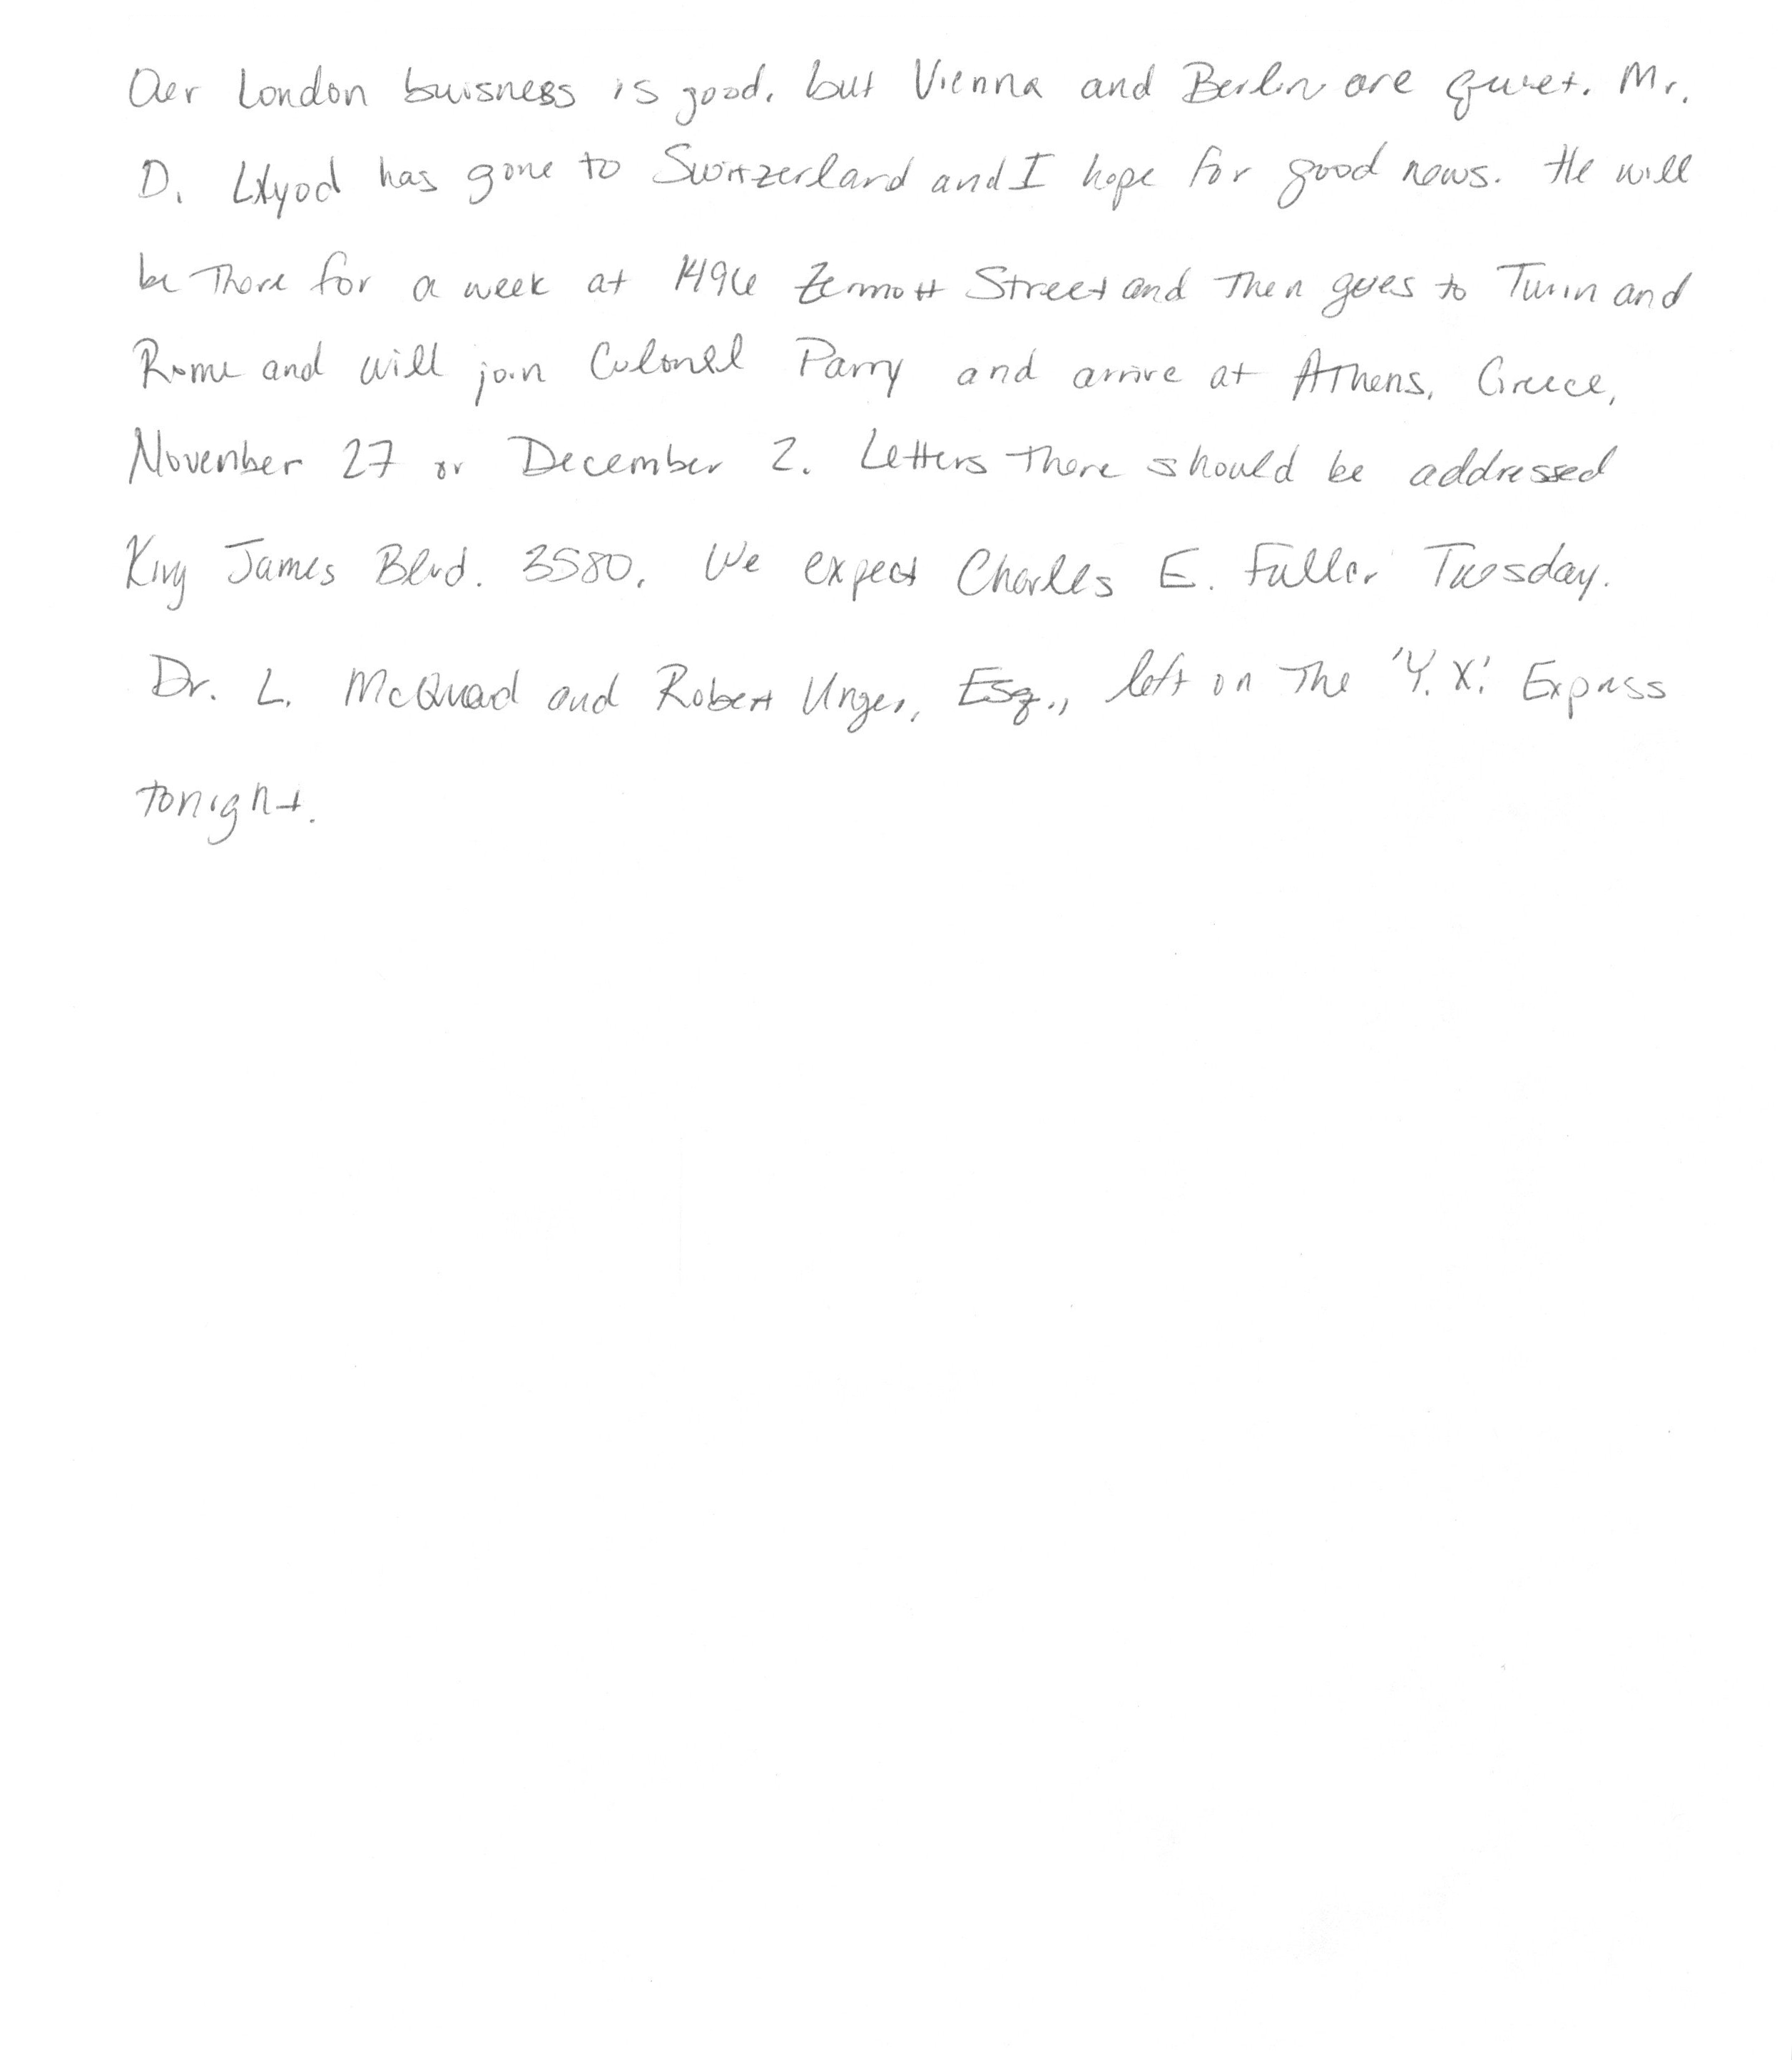 Our London buisness is good, but Vienna and Berlin are quiet. Mr.
D. Lloyod has gone to Switzerland and I hope for good news. He will
be there for a week at 1496 Zermott Street and then goes to Turin and
Rome and will join Colonel Parry and arrive at Athens, Greece,
November 27 or December 2. Letters there should be addressed
King James Blvd. 3580. We expect Charles E. Fuller Tuesday.
Dr. L. McQuaid and Robert Unger, Esq., left on the 'Y.X.' Express
tonight.